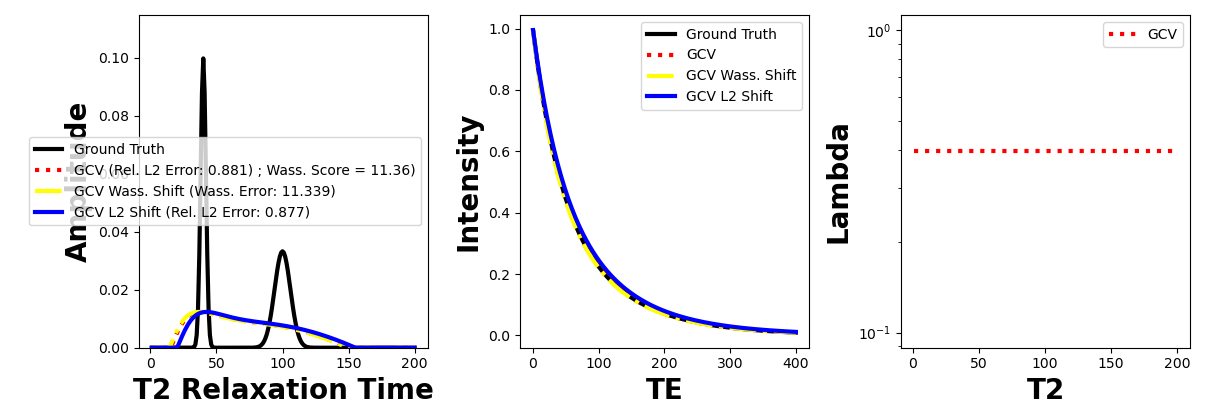 Amplitude
0.10
0.08
0.06
0.04
0.02
0.00
Ground Truth
GCV (Rel. L2 Error: 0.881) ; Wass. Score = 11.36)
GCV Wass. Shift (Wass. Error: 11.339)
GCV L2 Shift (Rel. L2 Error: 0.877)
0 50 100 150 200
T2 Relaxation Time
Intensity
1.0
0.8
0.6
0.4
0.2
0.0
Ground Truth
GCV
GCV Wass. Shift
GCV L2 Shift
0 100 200 300 400
TE
Lambda
10⁰
10⁻¹
GCV
0 50 100 150 200
T2